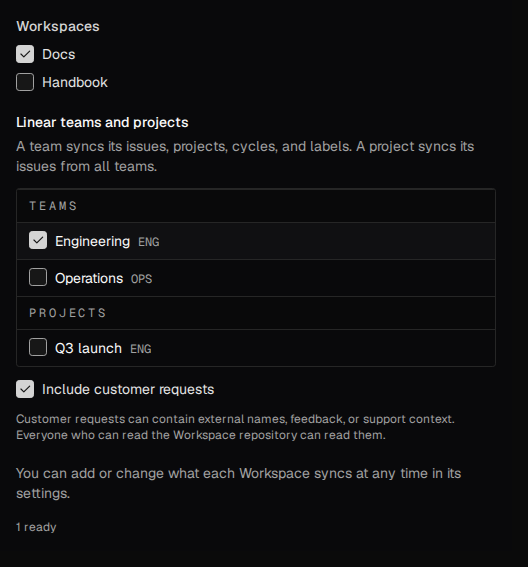 Workspaces
Docs
Handbook
Linear teams and projects
A team syncs its issues, projects, cycles, and labels. A project syncs its
issues from all teams.
TEAMS
Engineering ENG
Operations OPS
PROJECTS
Q3 launch ENG
Include customer requests
Customer requests can contain external names, feedback, or support context.
Everyone who can read the Workspace repository can read them.
You can add or change what each Workspace syncs at any time in its
settings.
1 ready